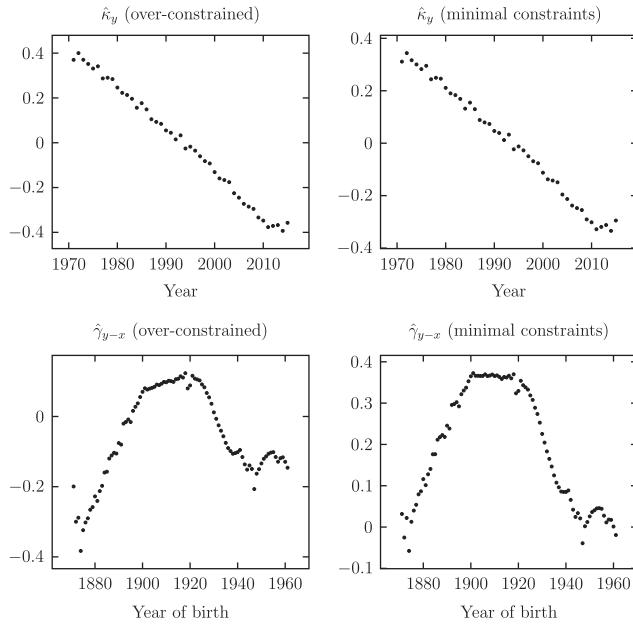 κ̂_y (over-constrained)
0.4
0.2
0
−0.2
−0.4
1970 1980 1990 2000 2010
Year
κ̂_y (minimal constraints)
0.4
0.2
0
−0.2
−0.4
1970 1980 1990 2000 2010
Year
γ̂_{y−x} (over-constrained)
0
−0.2
−0.4
1880 1900 1920 1940 1960
Year of birth
γ̂_{y−x} (minimal constraints)
0.4
0.3
0.2
0.1
0
−0.1
1880 1900 1920 1940 1960
Year of birth